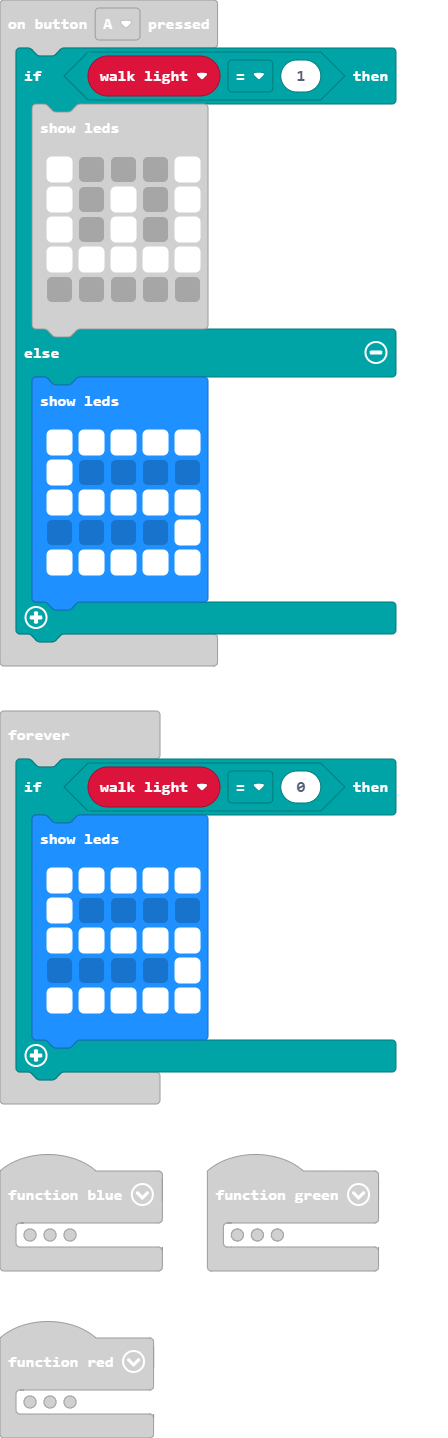 on button A pressed
if walk light = 1 then
show leds
else
show leds
forever
if walk light = 0 then
show leds
function blue
function green
function red